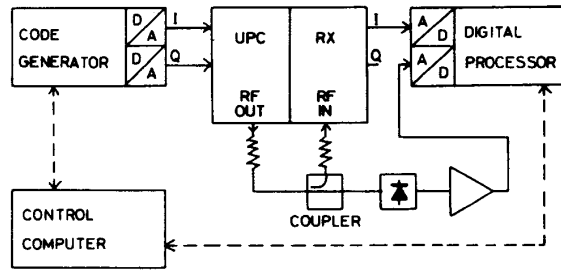 CODE
GENERATOR
D
A
D
A
I
Q
UPC
RF
OUT
RX
RF
IN
I
Q
A
D
A
D
DIGITAL
PROCESSOR
COUPLER
CONTROL
COMPUTER